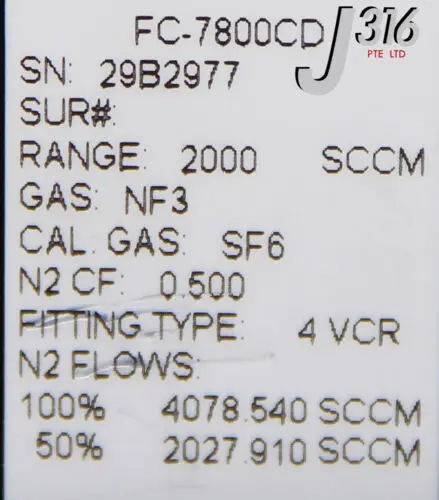 FC-7800CD
J316
PTE LTD
SN: 29B2977
SUR#:
RANGE: 2000 SCCM
GAS: NF3
CAL. GAS: SF6
N2 CF: 0.500
FITTING TYPE: 4 VCR
N2 FLOWS:
100% 4078.540 SCCM
50% 2027.910 SCCM